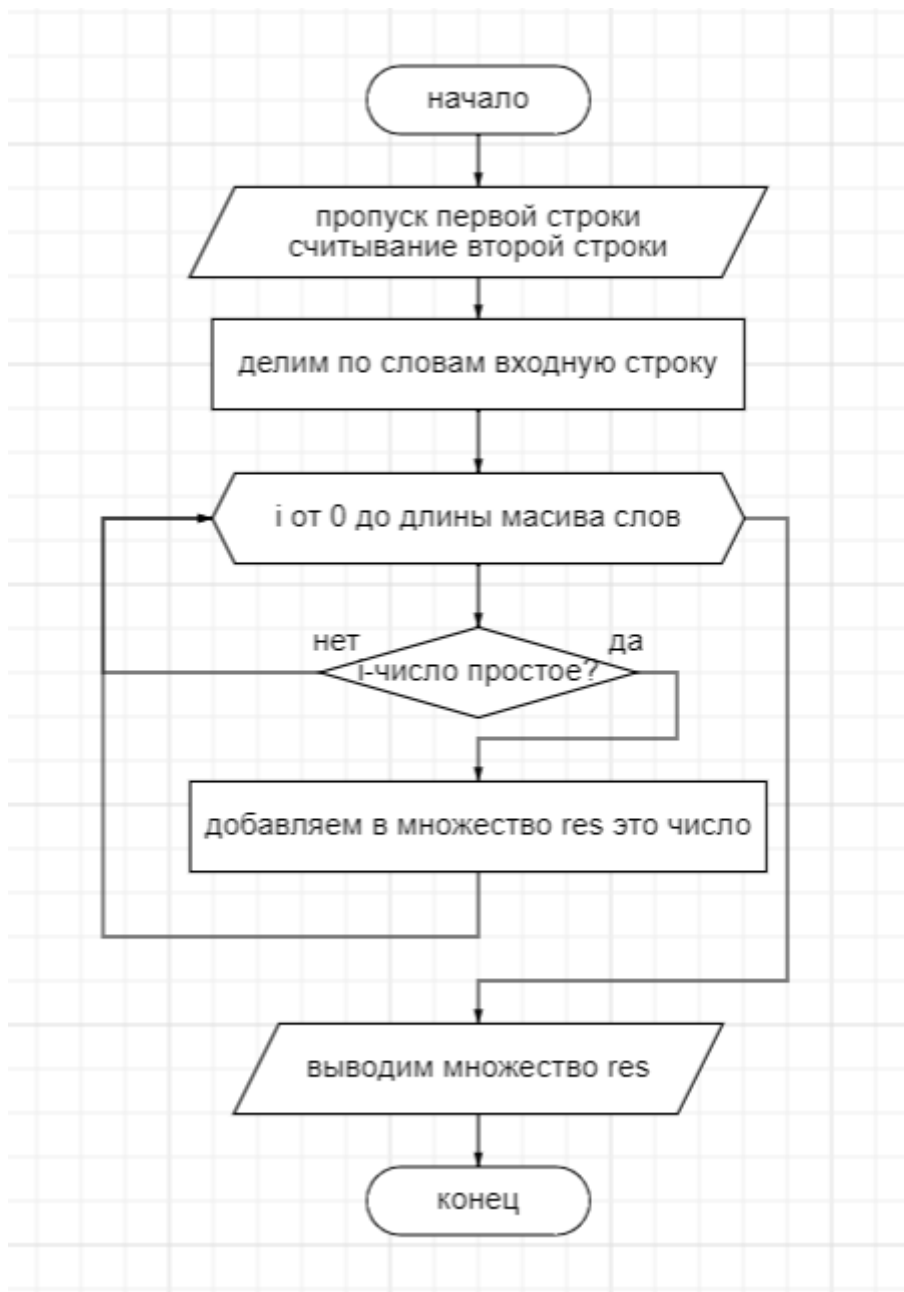 начало
пропуск первой строки
считывание второй строки
делим по словам входную строку
i от 0 до длины масива слов
нет
да
i-число простое?
добавляем в множество res это число
выводим множество res
конец